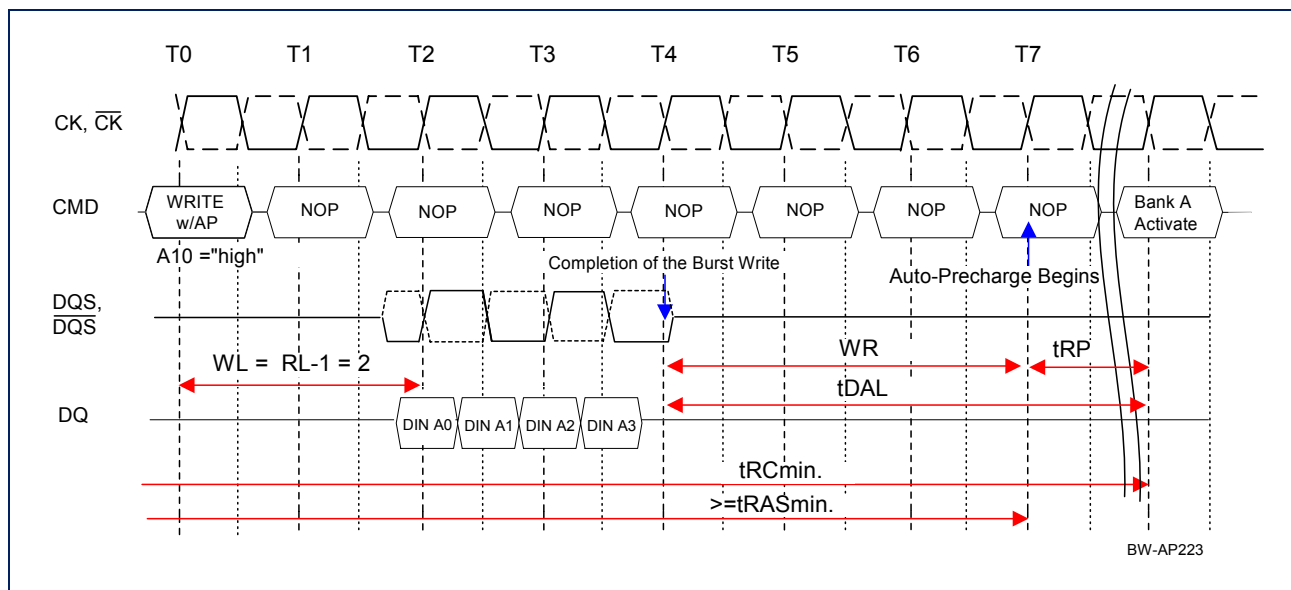 T0 T1 T2 T3 T4 T5 T6 T7
CK, CK
CMD
WRITE
w/AP
NOP NOP NOP NOP NOP NOP NOP
Bank A
Activate
A10 ="high"
Completion of the Burst Write
Auto-Precharge Begins
DQS,
DQS
WL = RL-1 = 2
WR
tRP
tDAL
DQ
DIN A0 DIN A1 DIN A2 DIN A3
tRCmin.
>=tRASmin.
BW-AP223